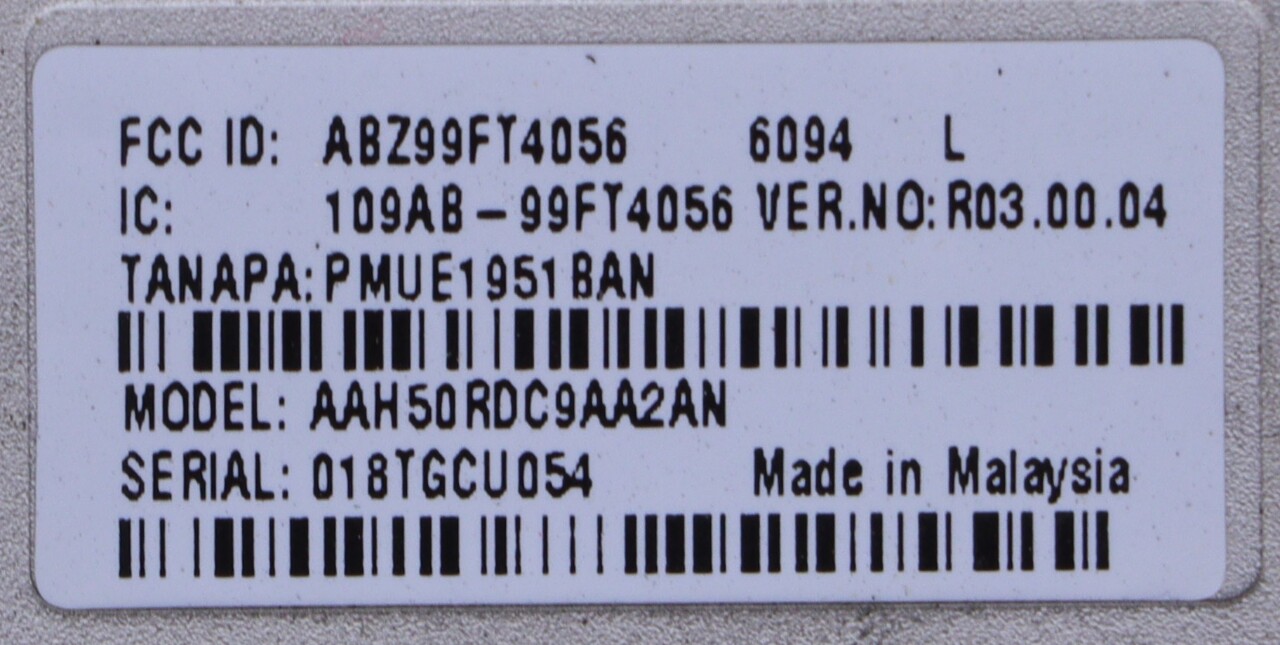 FCC ID: ABZ99FT4056 6094 L
IC: 109AB-99FT4056 VER.NO: R03.00.04
TANAPA: PMUE1951BAN
MODEL: AAH50RDC9AA2AN
SERIAL: 018TGCU054 Made in Malaysia